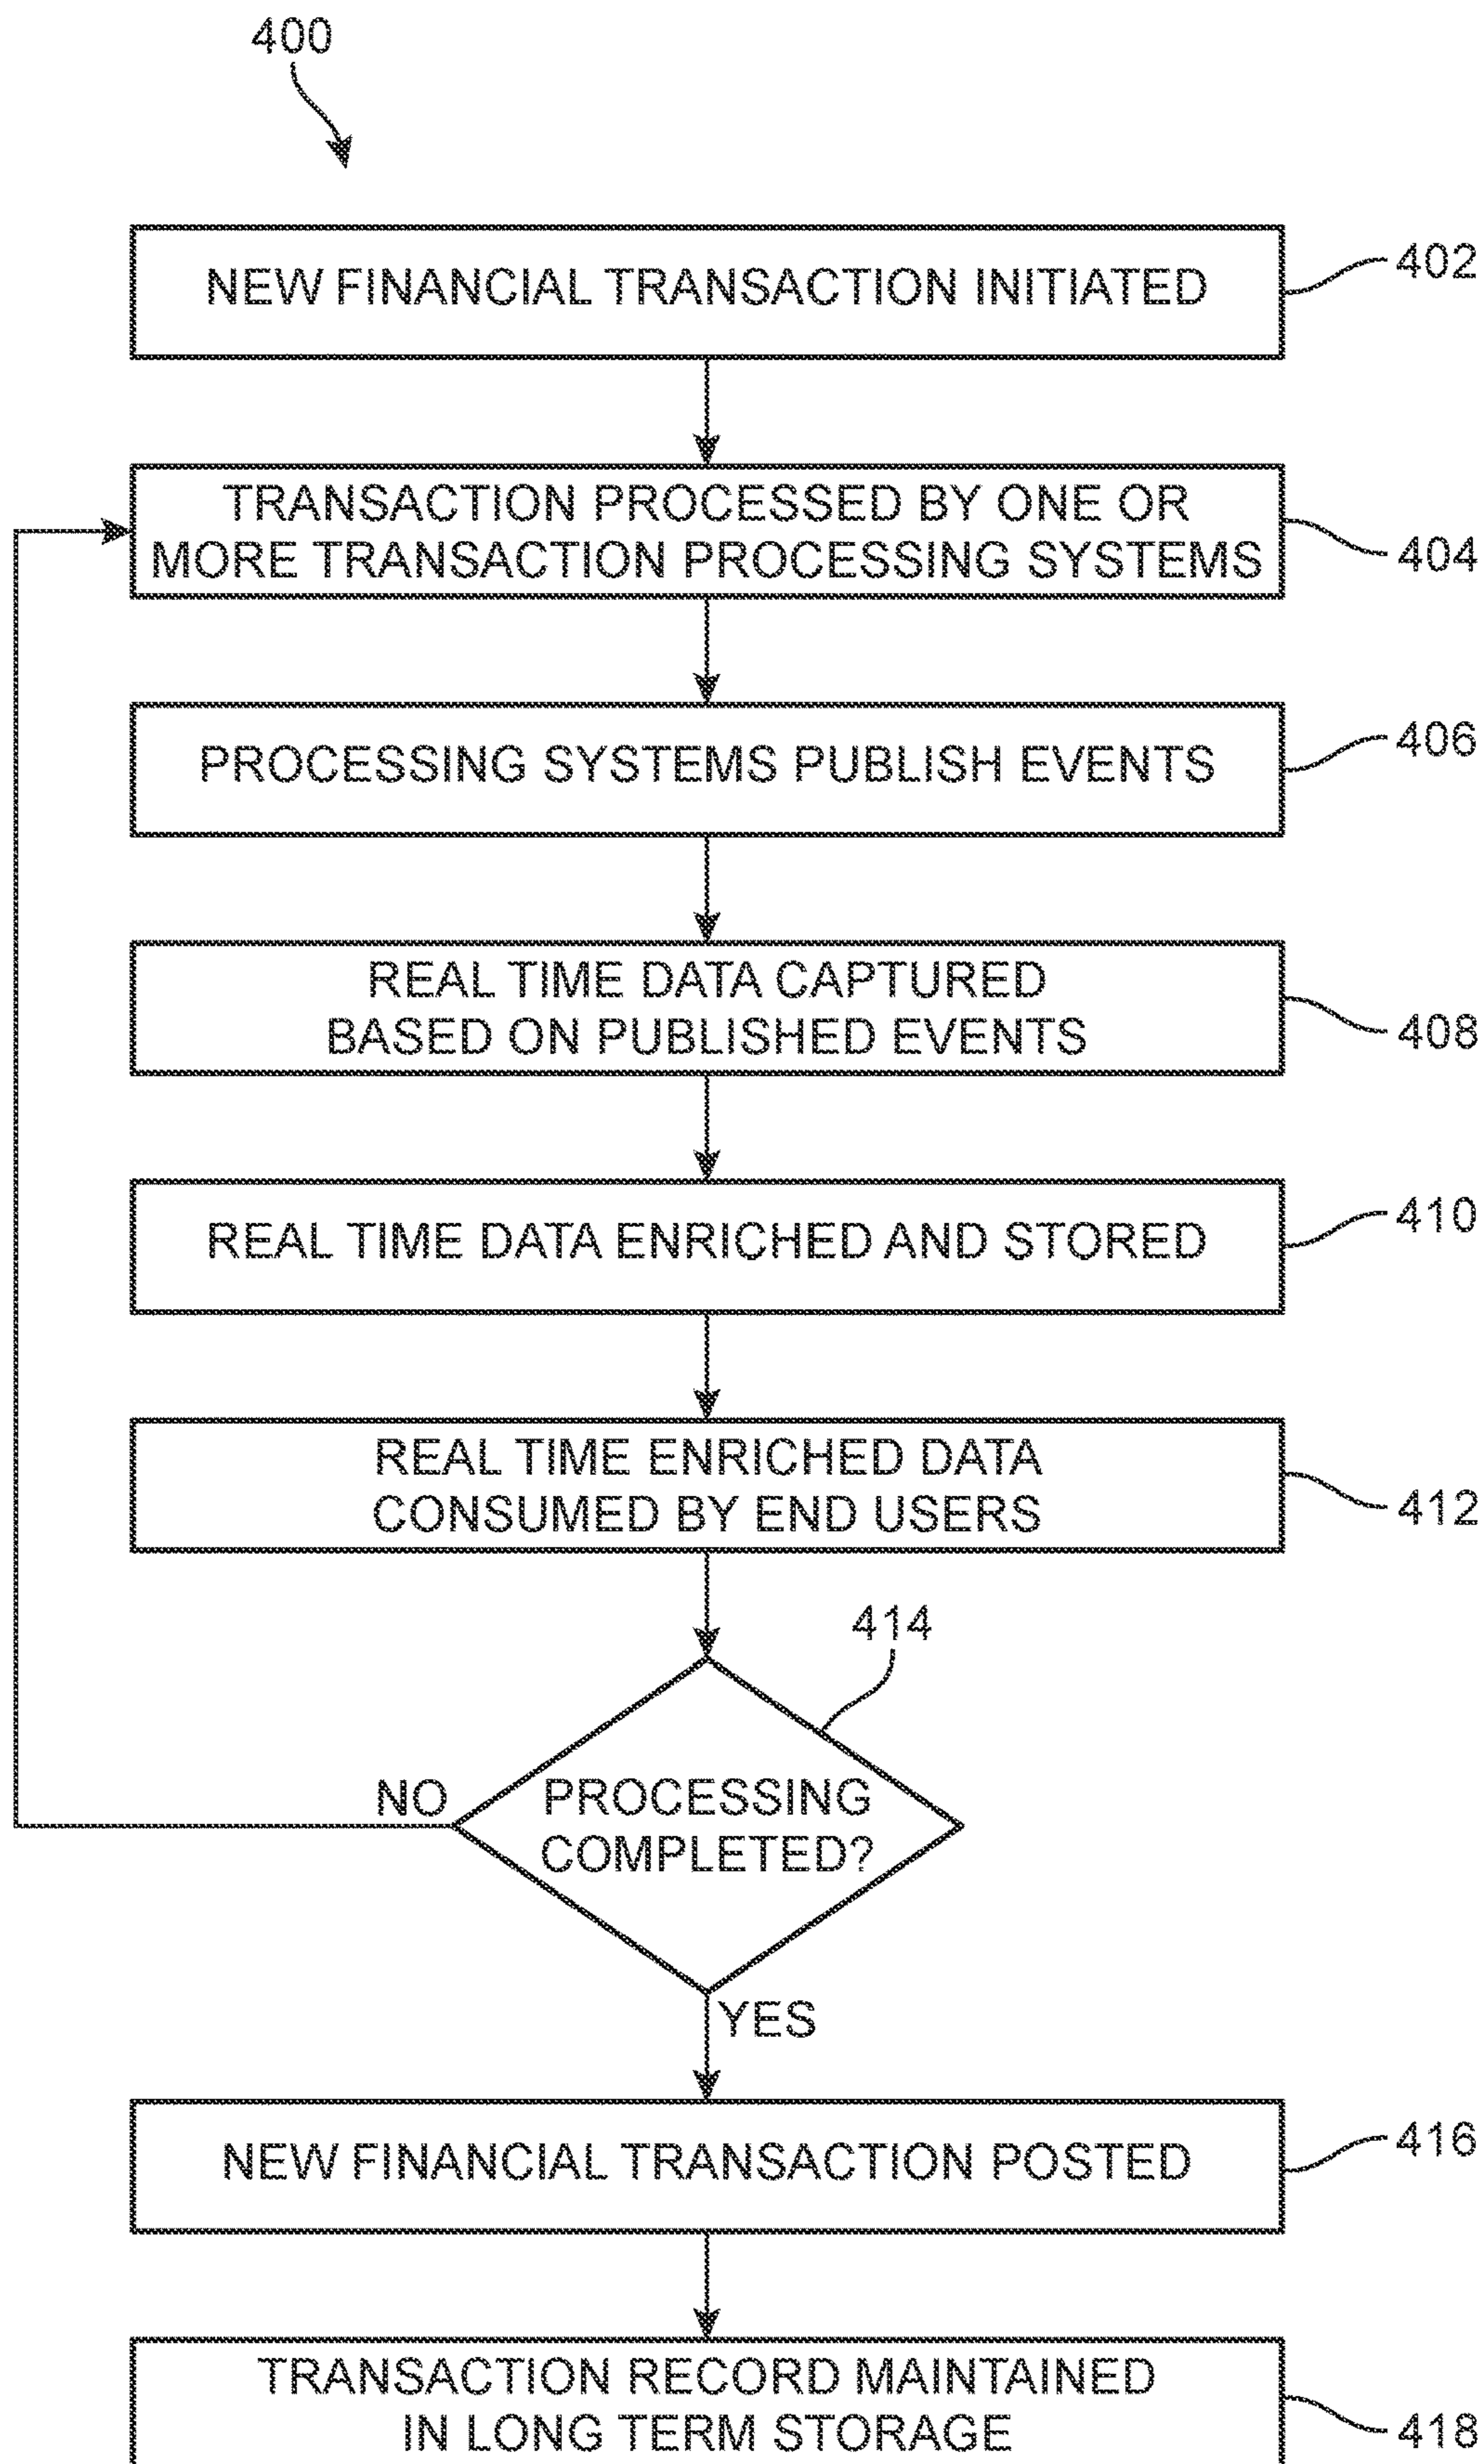 400
NEW FINANCIAL TRANSACTION INITIATED
402
TRANSACTION PROCESSED BY ONE OR
MORE TRANSACTION PROCESSING SYSTEMS
404
PROCESSING SYSTEMS PUBLISH EVENTS
406
REAL TIME DATA CAPTURED
BASED ON PUBLISHED EVENTS
408
REAL TIME DATA ENRICHED AND STORED
410
REAL TIME ENRICHED DATA
CONSUMED BY END USERS
412
414
NO
PROCESSING
COMPLETED?
YES
NEW FINANCIAL TRANSACTION POSTED
416
TRANSACTION RECORD MAINTAINED
IN LONG TERM STORAGE
418